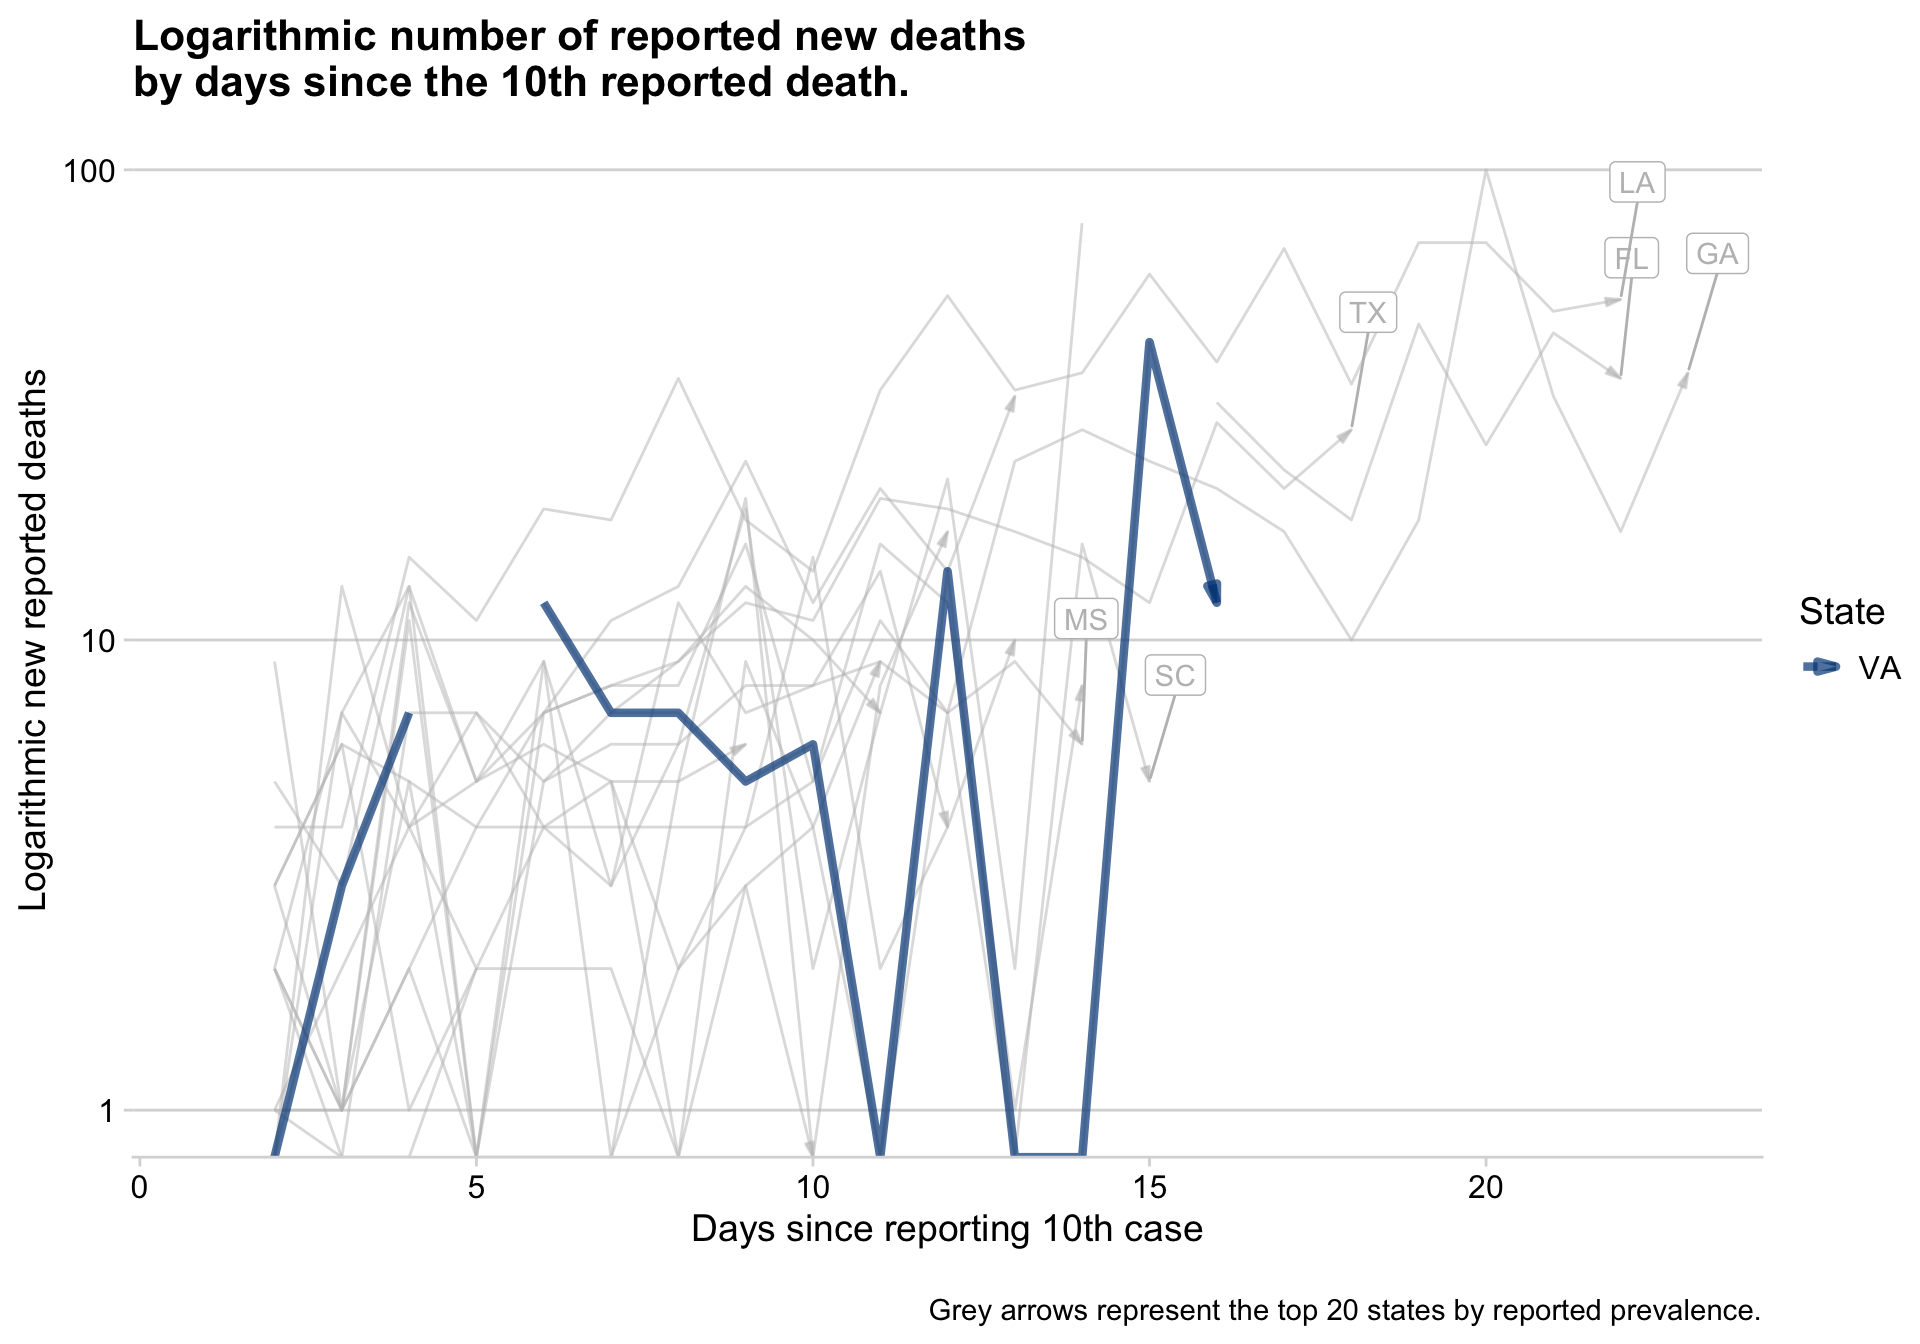 Logarithmic number of reported new deaths
by days since the 10th reported death.
100
10
1
Logarithmic new reported deaths
LA
FL
GA
TX
MS
SC
State
VA
0 5 10 15 20
Days since reporting 10th case
Grey arrows represent the top 20 states by reported prevalence.